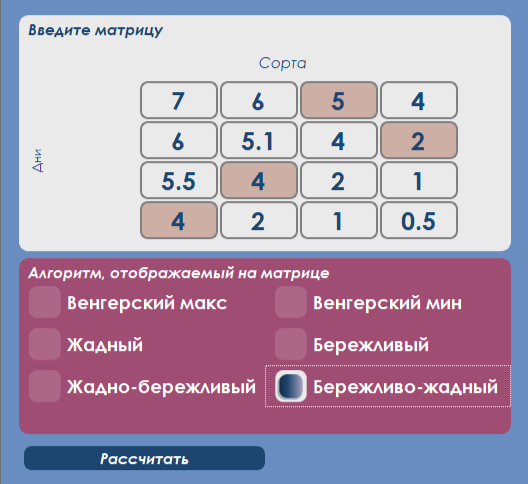 Введите матрицу
Сорта
Дни
7 6 5 4
6 5.1 4 2
5.5 4 2 1
4 2 1 0.5
Алгоритм, отображаемый на матрице
Венгерский макс Венгерский мин
Жадный Бережливый
Жадно-бережливый Бережливо-жадный
Рассчитать